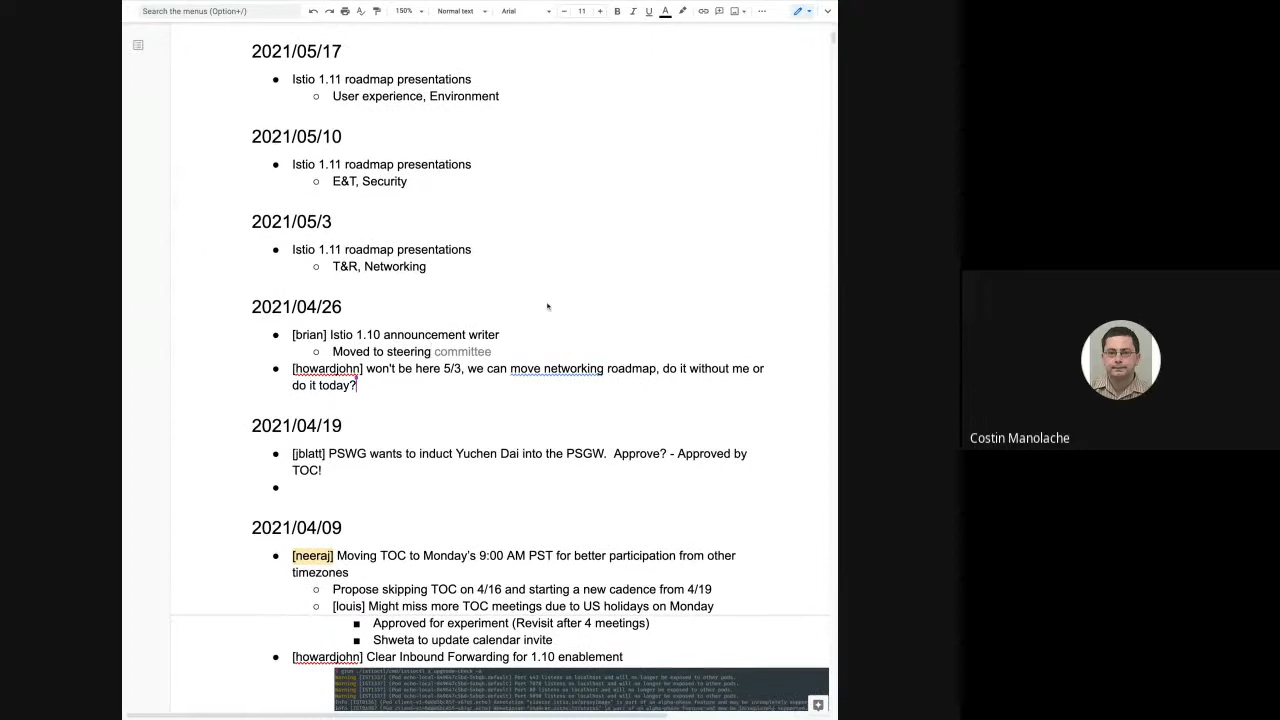 Search the menus (Option+/)
150%
Normal text
Arial
11
B I U A
2021/05/17
● Istio 1.11 roadmap presentations
○ User experience, Environment
2021/05/10
● Istio 1.11 roadmap presentations
○ E&T, Security
2021/05/3
● Istio 1.11 roadmap presentations
○ T&R, Networking
2021/04/26
● [brian] Istio 1.10 announcement writer
○ Moved to steering committee
● [howardjohn] won't be here 5/3, we can move networking roadmap, do it without me or
do it today?
Costin Manolache
2021/04/19
● [jblatt] PSWG wants to induct Yuchen Dai into the PSGW.  Approve? - Approved by
TOC!
●
2021/04/09
● [neeraj] Moving TOC to Monday's 9:00 AM PST for better participation from other
timezones
○ Propose skipping TOC on 4/16 and starting a new cadence from 4/19
○ [louis] Might miss more TOC meetings due to US holidays on Monday
■ Approved for experiment (Revisit after 4 meetings)
■ Shweta to update calendar invite
● [howardjohn] Clear Inbound Forwarding for 1.10 enablement